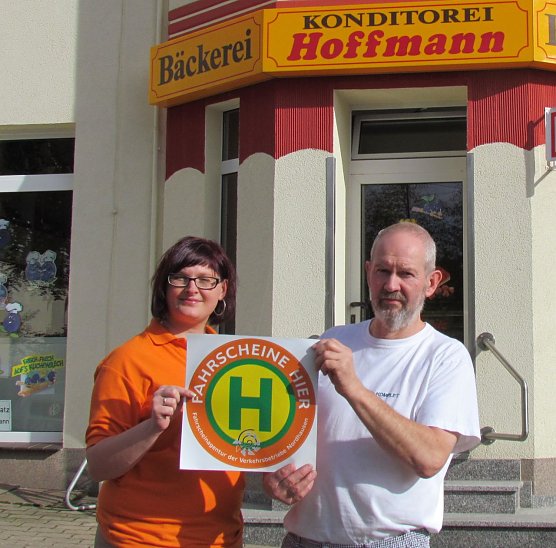 KONDITOREI
Bäckerei
Hoffmann
FAHRSCHEINE HIER
H
Fahrscheinagentur der Verkehrsbetriebe Nordhausen